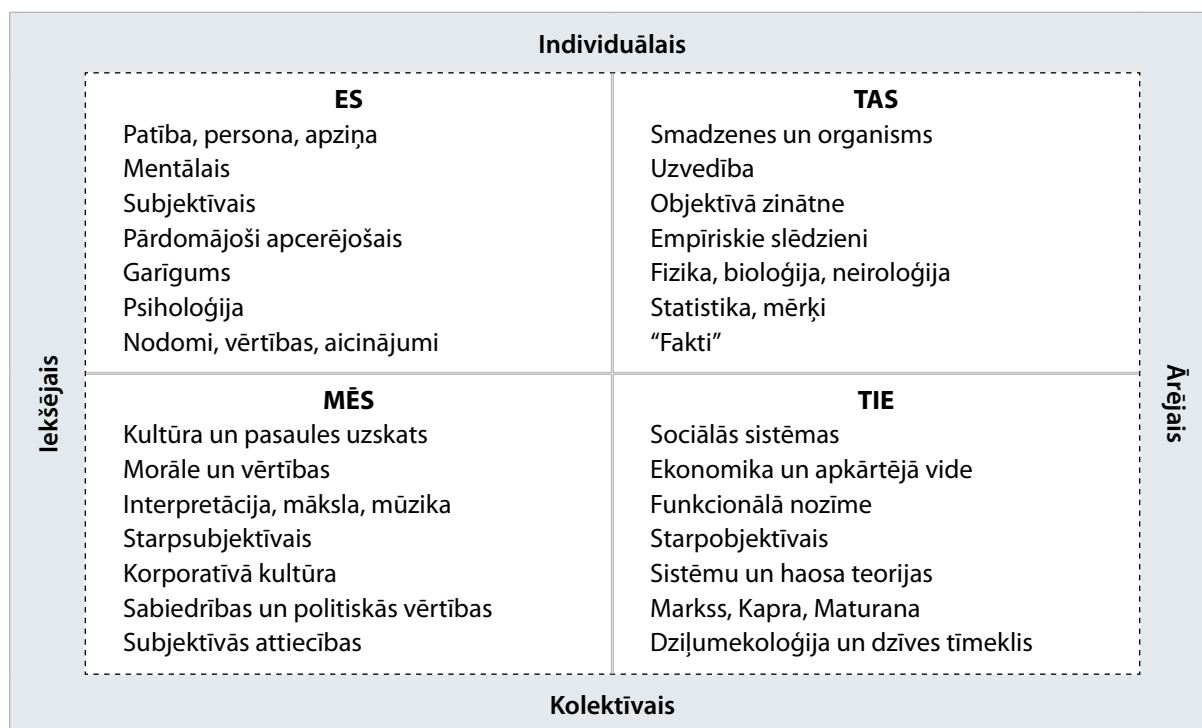 Individuālais
ES
Patība, persona, apziņa
Mentālais
Subjektīvais
Pārdomājoši apcerējošais
Garīgums
Psiholoģija
Nodomi, vērtības, aicinājumi
TAS
Smadzenes un organisms
Uzvedība
Objektīvā zinātne
Empīriskie slēdzieni
Fizika, bioloģija, neiroloģija
Statistika, mērķi
“Fakti”
Iekšējais
Ārējais
MĒS
Kultūra un pasaules uzskats
Morāle un vērtības
Interpretācija, māksla, mūzika
Starpsubjektīvais
Korporatīvā kultūra
Sabiedrības un politiskās vērtības
Subjektīvās attiecības
TIE
Sociālās sistēmas
Ekonomika un apkārtējā vide
Funkcionālā nozīme
Starpobjektīvais
Sistēmu un haosa teorijas
Markss, Kapra, Maturana
Dziļumekoloģija un dzīves tīmeklis
Kolektīvais